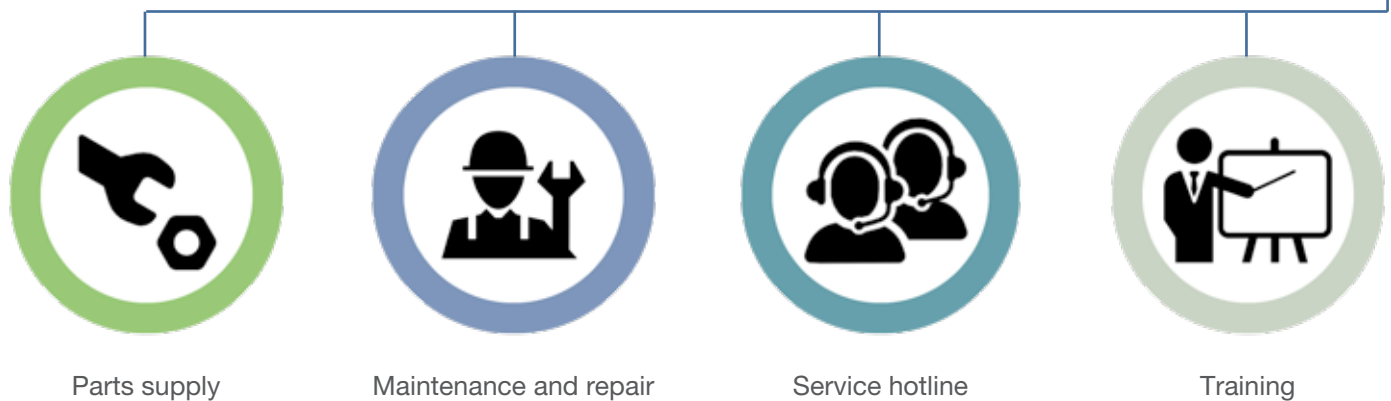 Parts supply
Maintenance and repair
Service hotline
Training